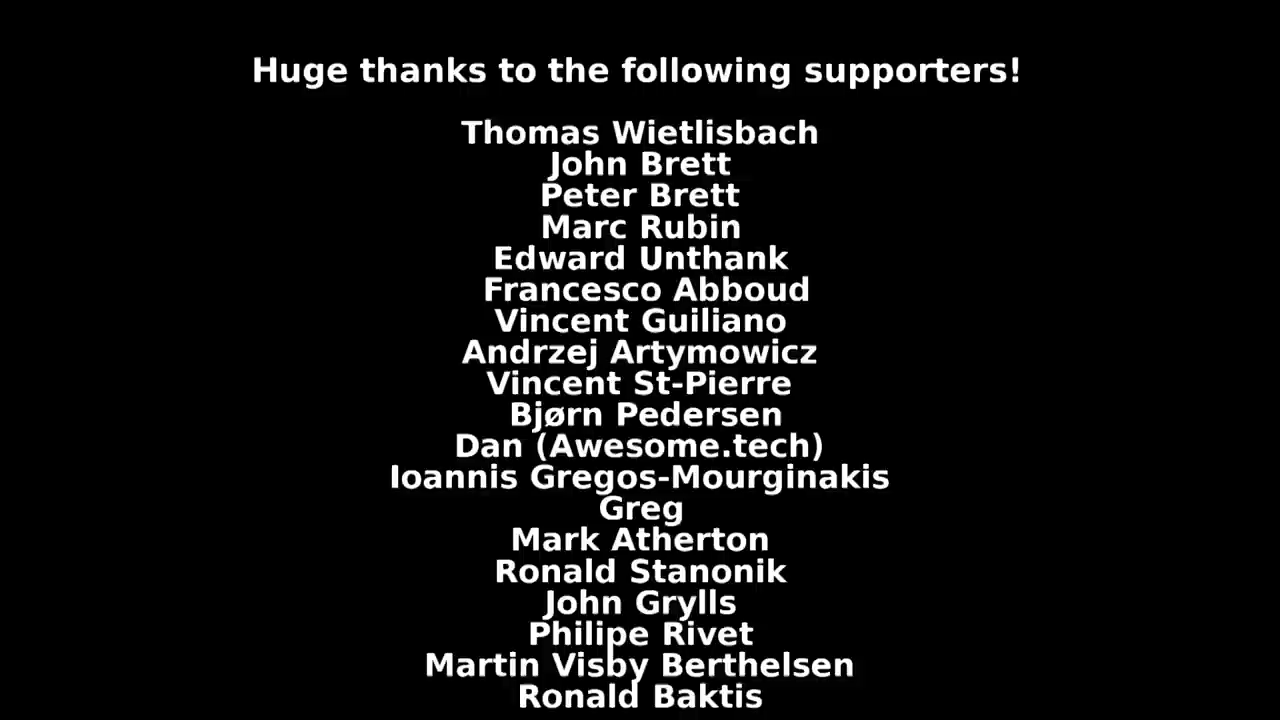 Huge thanks to the following supporters!
Thomas Wietlisbach
John Brett
Peter Brett
Marc Rubin
Edward Unthank
Francesco Abboud
Vincent Guiliano
Andrzej Artymowicz
Vincent St-Pierre
Bjørn Pedersen
Dan (Awesome.tech)
Ioannis Gregos-Mourginakis
Greg
Mark Atherton
Ronald Stanonik
John Grylls
Philipe Rivet
Martin Visby Berthelsen
Ronald Baktis